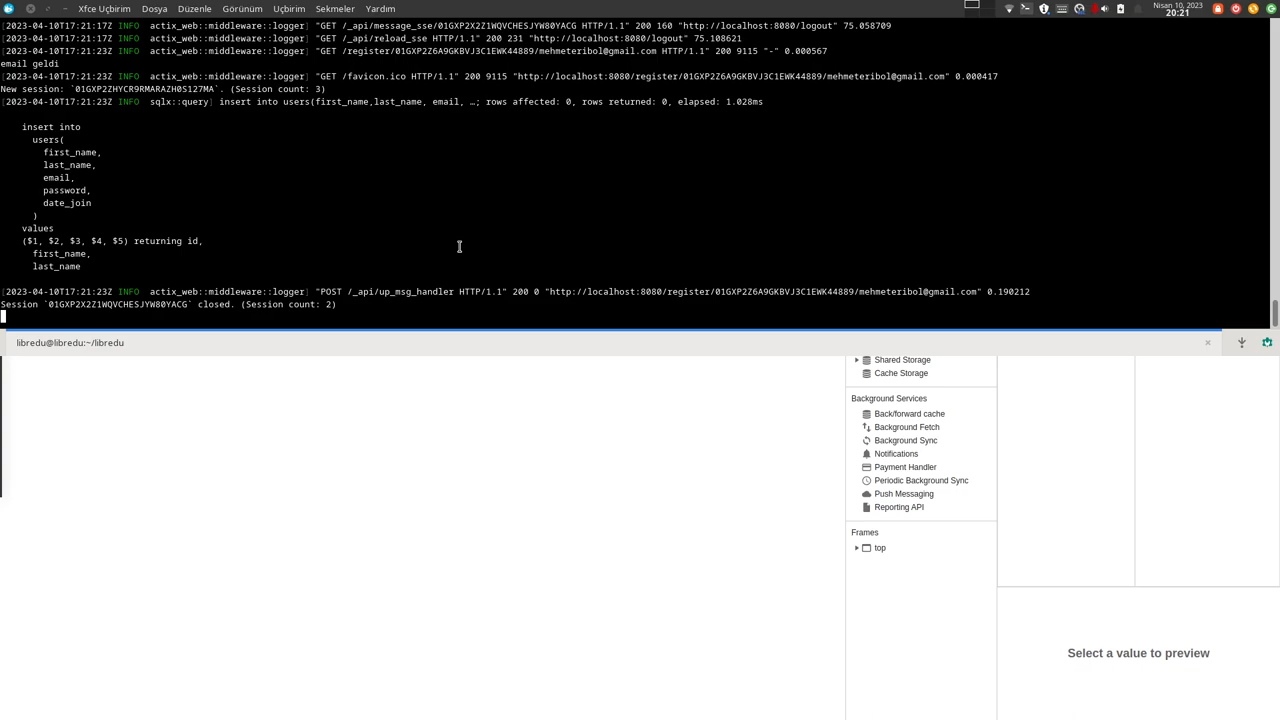 Xfce Uçbirim Dosya Düzenle Görünüm Uçbirim Sekmeler Yardım
Nisan 10, 2023
20:21
[2023-04-10T17:21:17Z INFO  actix_web::middleware::logger] "GET /_api/message_sse/01GXP2X2Z1WQVCHESJYW80YACG HTTP/1.1" 200 160 "http://localhost:8080/logout" 75.058709
[2023-04-10T17:21:17Z INFO  actix_web::middleware::logger] "GET /_api/reload_sse HTTP/1.1" 200 231 "http://localhost:8080/logout" 75.108621
[2023-04-10T17:21:23Z INFO  actix_web::middleware::logger] "GET /register/01GXP2Z6A9GKBVJ3C1EWK44889/mehmeteribol@gmail.com HTTP/1.1" 200 9115 "-" 0.000567
email geldi
[2023-04-10T17:21:23Z INFO  actix_web::middleware::logger] "GET /favicon.ico HTTP/1.1" 200 9115 "http://localhost:8080/register/01GXP2Z6A9GKBVJ3C1EWK44889/mehmeteribol@gmail.com" 0.000417
New session: `01GXP2ZHYCR9RMARAZH0S127MA`. (Session count: 3)
[2023-04-10T17:21:23Z INFO  sqlx::query] insert into users(first_name,last_name, email, …; rows affected: 0, rows returned: 0, elapsed: 1.028ms
insert into
users(
first_name,
last_name,
email,
password,
date_join
)
values
($1, $2, $3, $4, $5) returning id,
first_name,
last_name
[2023-04-10T17:21:23Z INFO  actix_web::middleware::logger] "POST /_api/up_msg_handler HTTP/1.1" 200 0 "http://localhost:8080/register/01GXP2Z6A9GKBVJ3C1EWK44889/mehmeteribol@gmail.com" 0.190212
Session `01GXP2X2Z1WQVCHESJYW80YACG` closed. (Session count: 2)
libredu@libredu:~/libredu
Shared Storage
Cache Storage
Background Services
Back/forward cache
Background Fetch
Background Sync
Notifications
Payment Handler
Periodic Background Sync
Push Messaging
Reporting API
Frames
top
Select a value to preview